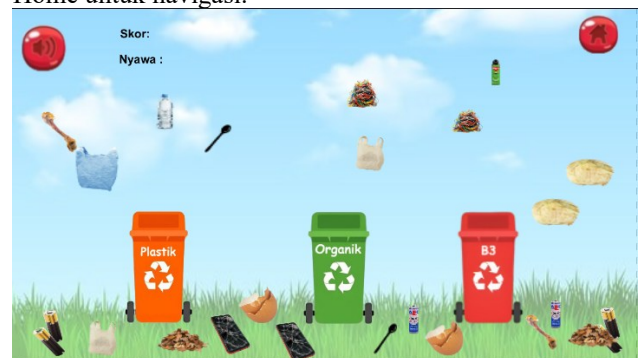 Home untuk navigasi.
Skor:
Nyawa :
Plastik
Organik
B3